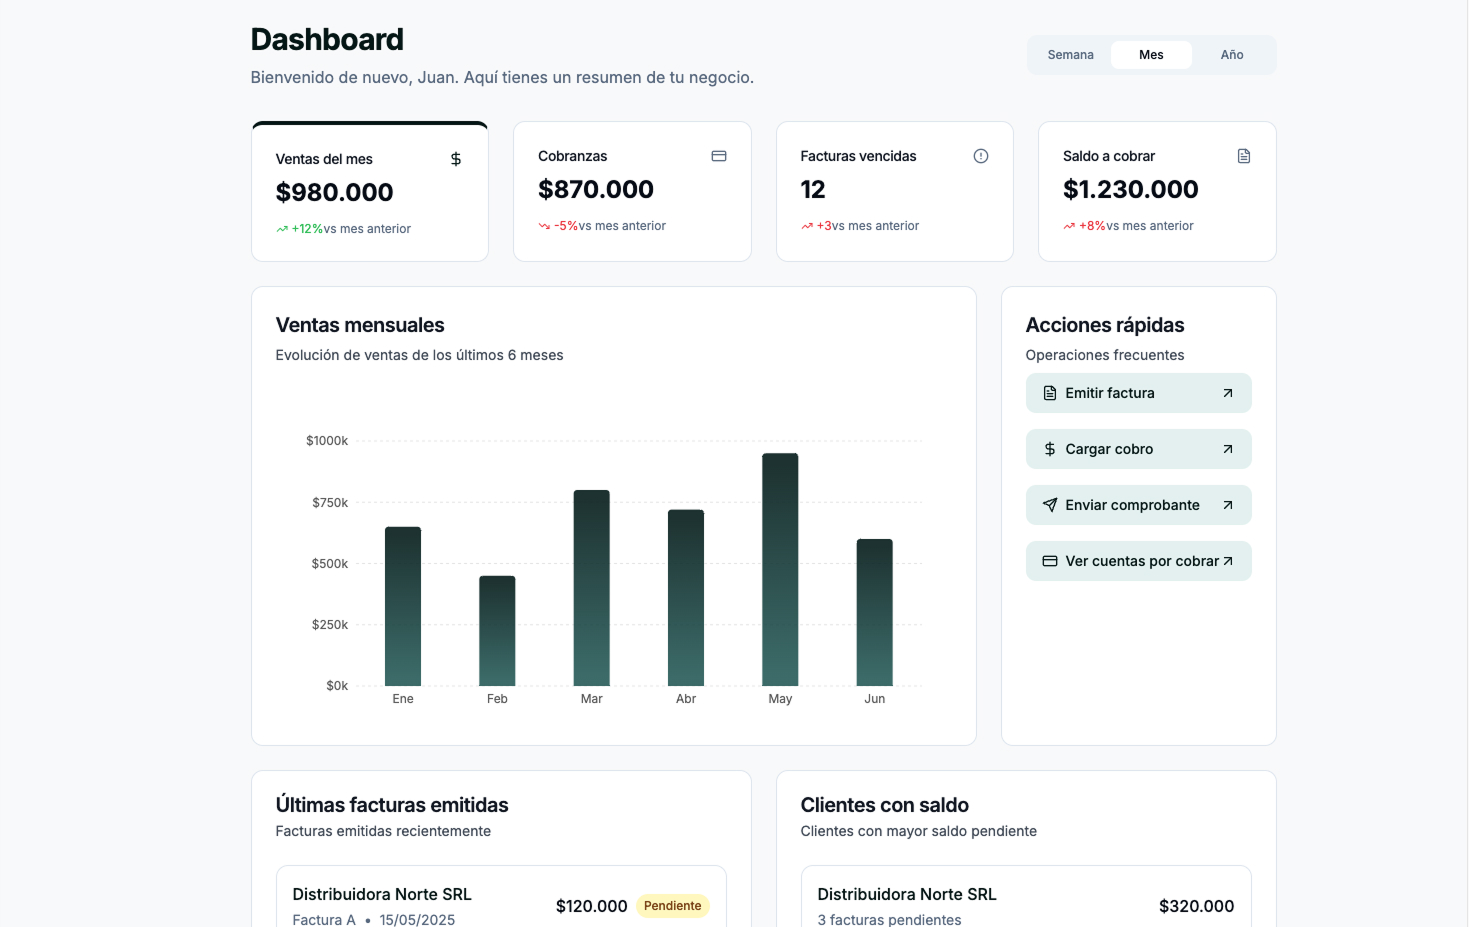 Dashboard
Bienvenido de nuevo, Juan. Aquí tienes un resumen de tu negocio.
Semana
Mes
Año
Ventas del mes
$980.000
+12%vs mes anterior
Cobranzas
$870.000
-5%vs mes anterior
Facturas vencidas
12
+3vs mes anterior
Saldo a cobrar
$1.230.000
+8%vs mes anterior
Ventas mensuales
Evolución de ventas de los últimos 6 meses
$1000k
$750k
$500k
$250k
$0k
Ene
Feb
Mar
Abr
May
Jun
Acciones rápidas
Operaciones frecuentes
Emitir factura
Cargar cobro
Enviar comprobante
Ver cuentas por cobrar
Últimas facturas emitidas
Facturas emitidas recientemente
Distribuidora Norte SRL
Factura A • 15/05/2025
$120.000
Pendiente
Clientes con saldo
Clientes con mayor saldo pendiente
Distribuidora Norte SRL
3 facturas pendientes
$320.000